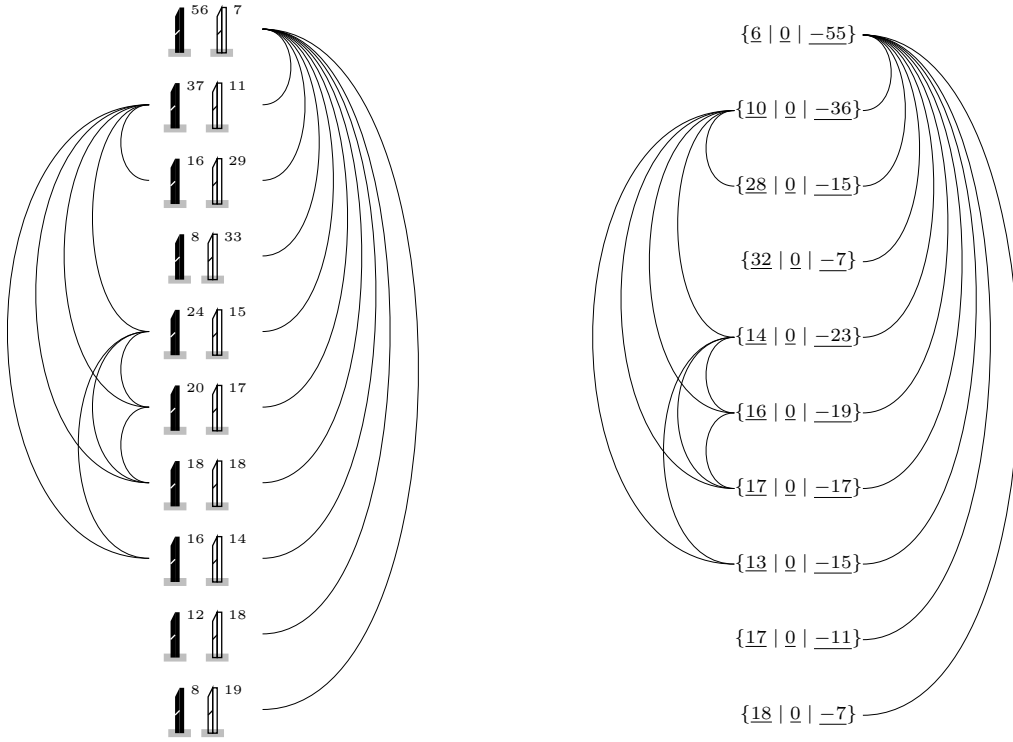 56 7 {6 | 0 | −55}
37 11 {10 | 0 | −36}
16 29 {28 | 0 | −15}
8 33 {32 | 0 | −7}
24 15 {14 | 0 | −23}
20 17 {16 | 0 | −19}
18 18 {17 | 0 | −17}
16 14 {13 | 0 | −15}
12 18 {17 | 0 | −11}
8 19 {18 | 0 | −7}